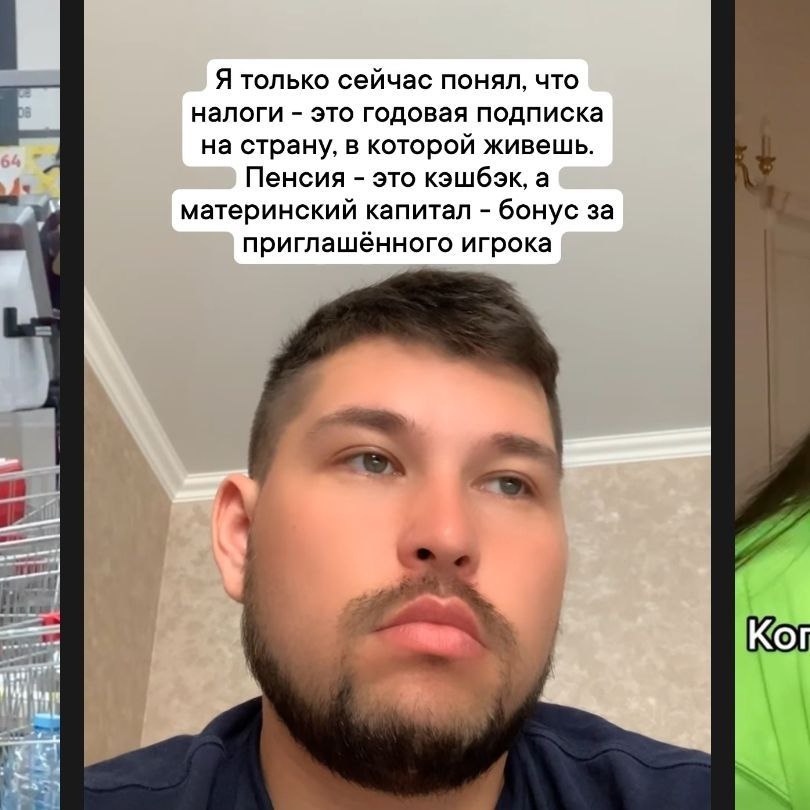 Я только сейчас понял, что
налоги - это годовая подписка
на страну, в которой живешь.
Пенсия - это кэшбэк, а
материнский капитал - бонус за
приглашённого игрока
64